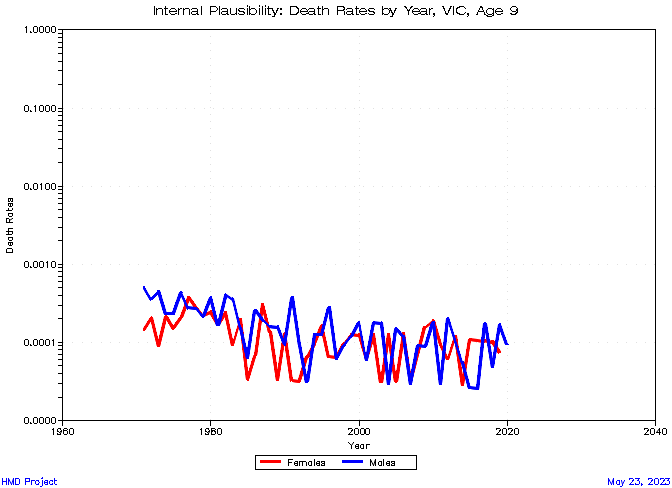 Internal Plausibility: Death Rates by Year, VIC, Age 9
1.0000
0.1000
0.0100
0.0010
0.0001
0.0000
Death Rates
1960
1980
2000
2020
2040
Year
Females
Males
HMD Project
May 23, 2023